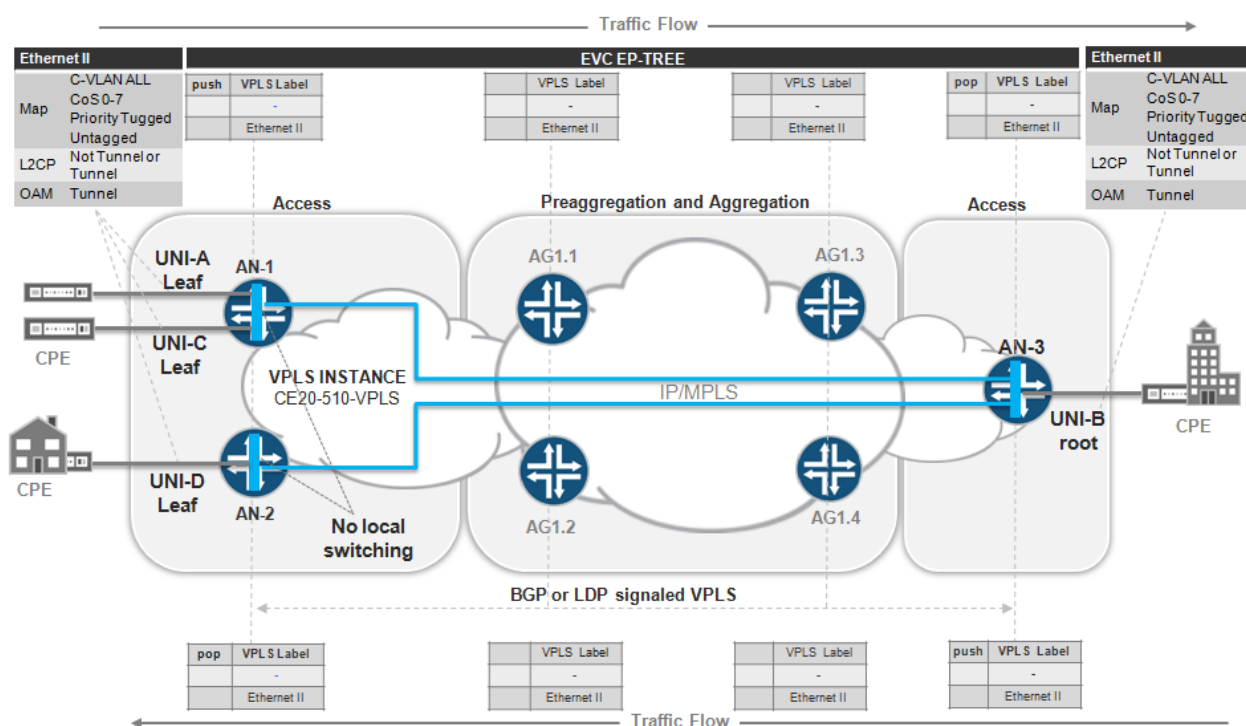 Traffic Flow
Ethernet II
EVC EP-TREE
Ethernet II
Map
C-VLAN ALL
CoS 0-7
Priority Tugged
Untagged
L2CP
Not Tunnel or
Tunnel
OAM
Tunnel
push
VPLS Label
-
Ethernet II
VPLS Label
-
Ethernet II
VPLS Label
-
Ethernet II
pop
VPLS Label
-
Ethernet II
Map
C-VLAN ALL
CoS 0-7
Priority Tugged
Untagged
L2CP
Not Tunnel or
Tunnel
OAM
Tunnel
Access
Preaggregation and Aggregation
Access
UNI-A
Leaf
AN-1
AG1.1
AG1.3
UNI-C
Leaf
CPE
VPLS INSTANCE
CE20-510-VPLS
IP/MPLS
AN-3
UNI-B
root
CPE
CPE
UNI-D
Leaf
AN-2
No local
switching
AG1.2
AG1.4
BGP or LDP signaled VPLS
pop
VPLS Label
-
Ethernet II
VPLS Label
-
Ethernet II
VPLS Label
-
Ethernet II
push
VPLS Label
-
Ethernet II
Traffic Flow